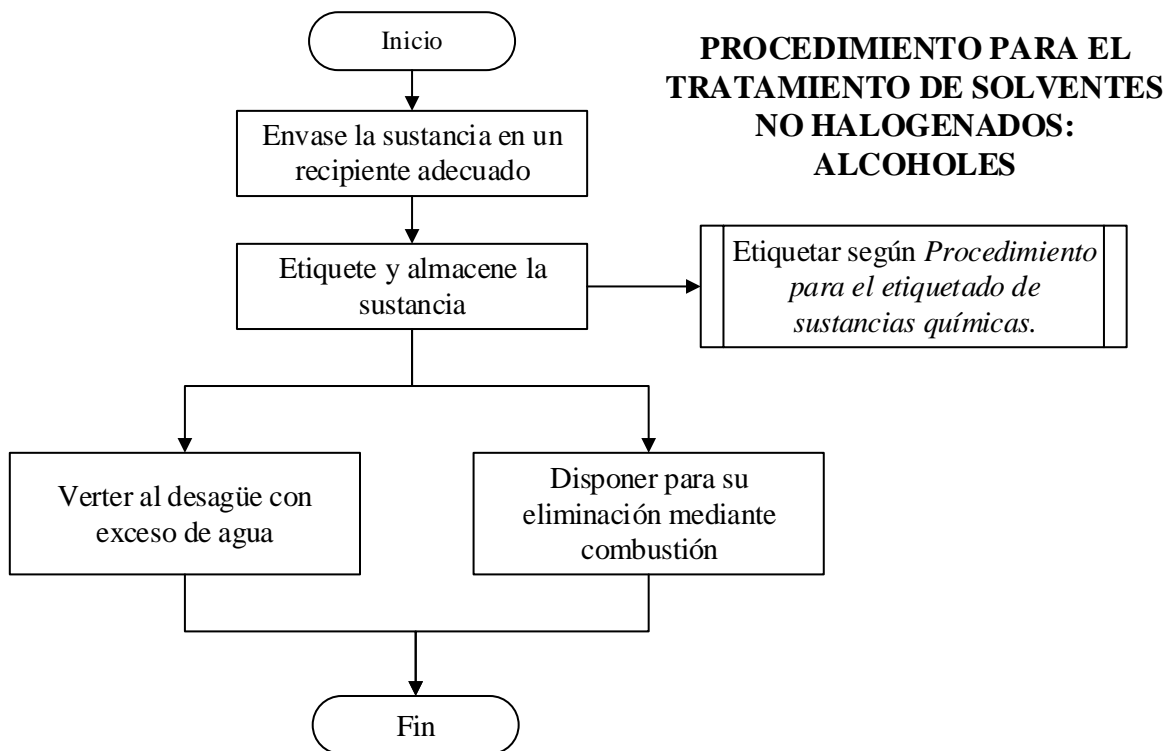 Inicio
PROCEDIMIENTO PARA EL
TRATAMIENTO DE SOLVENTES
NO HALOGENADOS:
ALCOHOLES
Envase la sustancia en un
recipiente adecuado
Etiquete y almacene la
sustancia
Etiquetar según Procedimiento
para el etiquetado de
sustancias químicas.
Verter al desagüe con
exceso de agua
Disponer para su
eliminación mediante
combustión
Fin